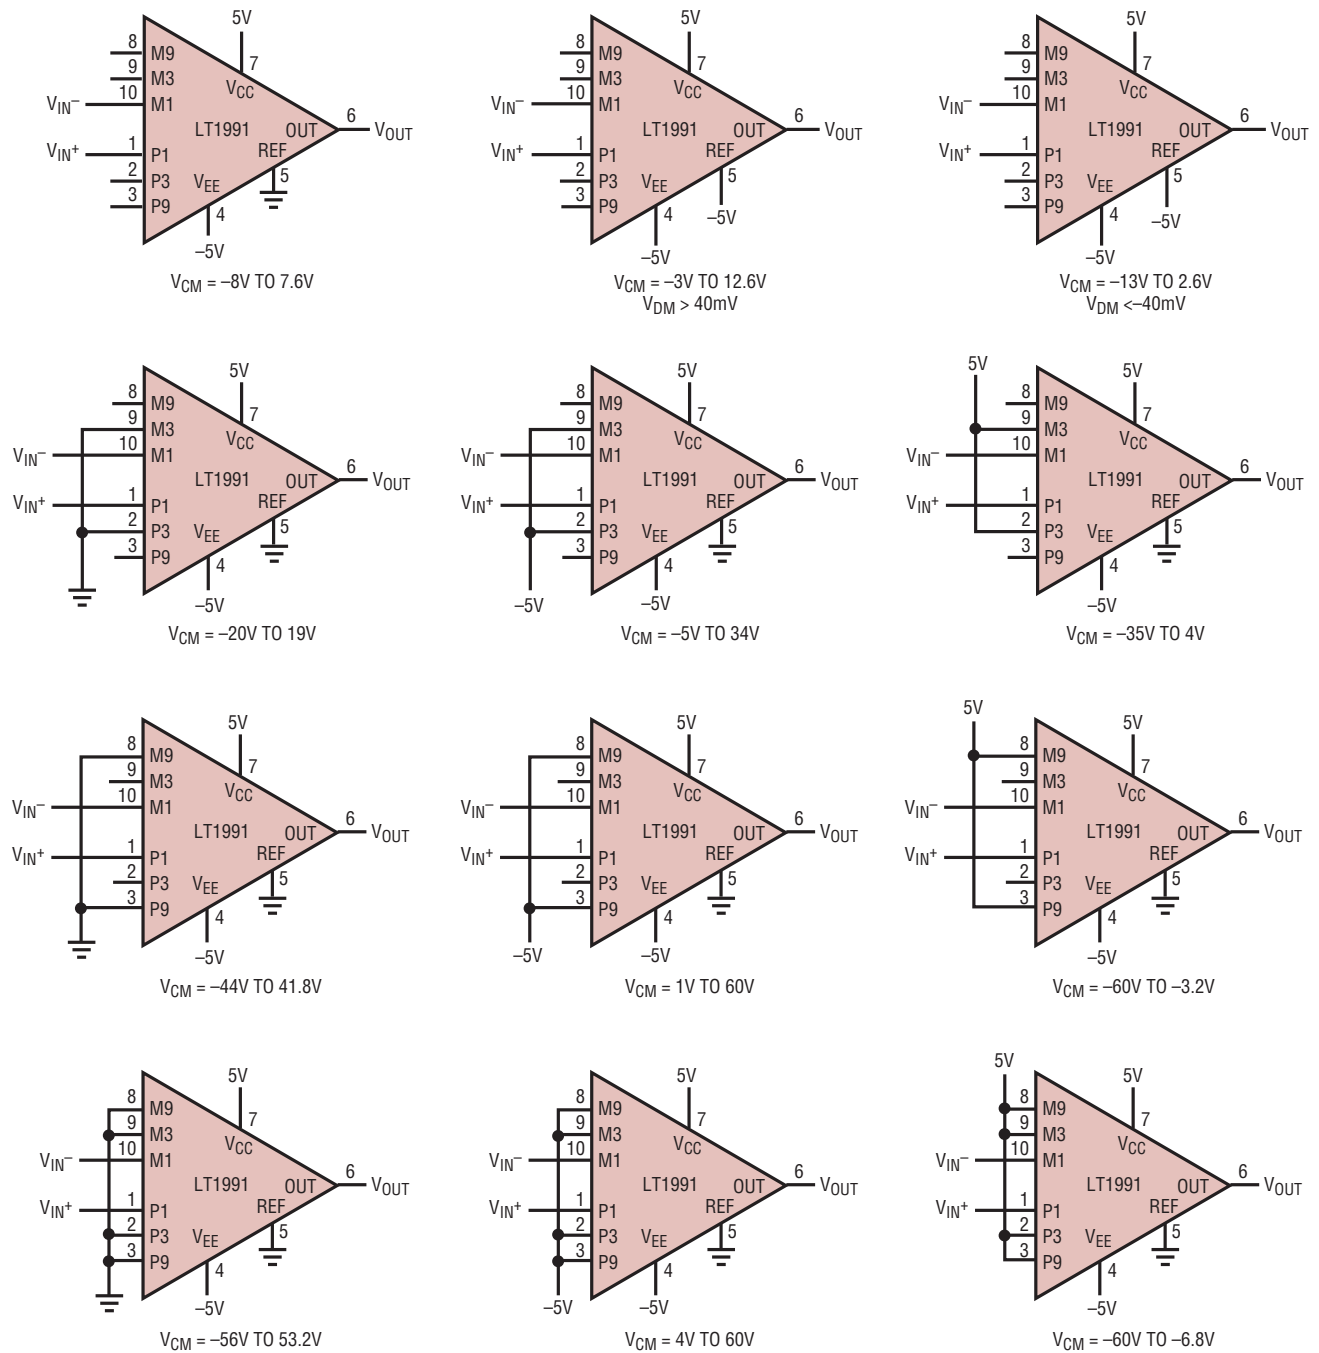 5V
8 M9
7
9 M3
VCC
VIN– 10 M1
LT1991 OUT 6 VOUT
VIN+ 1 P1
REF
2 P3 VEE 5
3 P9
4
–5V
VCM = –8V TO 7.6V
5V
8 M9
7
9 M3
VCC
VIN– 10 M1
LT1991 OUT 6 VOUT
VIN+ 1 P1
REF
2 P3 VEE 5
3 P9
4 –5V
–5V
VCM = –3V TO 12.6V
VDM > 40mV
5V
8 M9
7
9 M3
VCC
VIN– 10 M1
LT1991 OUT 6 VOUT
VIN+ 1 P1
REF
2 P3 VEE 5
3 P9
4 –5V
–5V
VCM = –13V TO 2.6V
VDM <–40mV
5V
8 M9
7
9 M3
VCC
VIN– 10 M1
LT1991 OUT 6 VOUT
VIN+ 1 P1
REF
2 P3 VEE 5
3 P9
4
–5V
VCM = –20V TO 19V
5V
8 M9
7
9 M3
VCC
VIN– 10 M1
LT1991 OUT 6 VOUT
VIN+ 1 P1
REF
2 P3 VEE 5
3 P9
4
–5V –5V
VCM = –5V TO 34V
5V 5V
8 M9
7
9 M3
VCC
VIN– 10 M1
LT1991 OUT 6 VOUT
VIN+ 1 P1
REF
2 P3 VEE 5
3 P9
4
–5V
VCM = –35V TO 4V
5V
8 M9
7
9 M3
VCC
VIN– 10 M1
LT1991 OUT 6 VOUT
VIN+ 1 P1
REF
2 P3 VEE 5
3 P9
4
–5V
VCM = –44V TO 41.8V
5V
8 M9
7
9 M3
VCC
VIN– 10 M1
LT1991 OUT 6 VOUT
VIN+ 1 P1
REF
2 P3 VEE 5
3 P9
4
–5V –5V
VCM = 1V TO 60V
5V 5V
8 M9
7
9 M3
VCC
VIN– 10 M1
LT1991 OUT 6 VOUT
VIN+ 1 P1
REF
2 P3 VEE 5
3 P9
4
–5V
VCM = –60V TO –3.2V
5V
8 M9
7
9 M3
VCC
VIN– 10 M1
LT1991 OUT 6 VOUT
VIN+ 1 P1
REF
2 P3 VEE 5
3 P9
4
–5V
VCM = –56V TO 53.2V
5V
8 M9
7
9 M3
VCC
VIN– 10 M1
LT1991 OUT 6 VOUT
VIN+ 1 P1
REF
2 P3 VEE 5
3 P9
4
–5V –5V
VCM = 4V TO 60V
5V 5V
8 M9
7
9 M3
VCC
VIN– 10 M1
LT1991 OUT 6 VOUT
VIN+ 1 P1
REF
2 P3 VEE 5
3 P9
4
–5V
VCM = –60V TO –6.8V